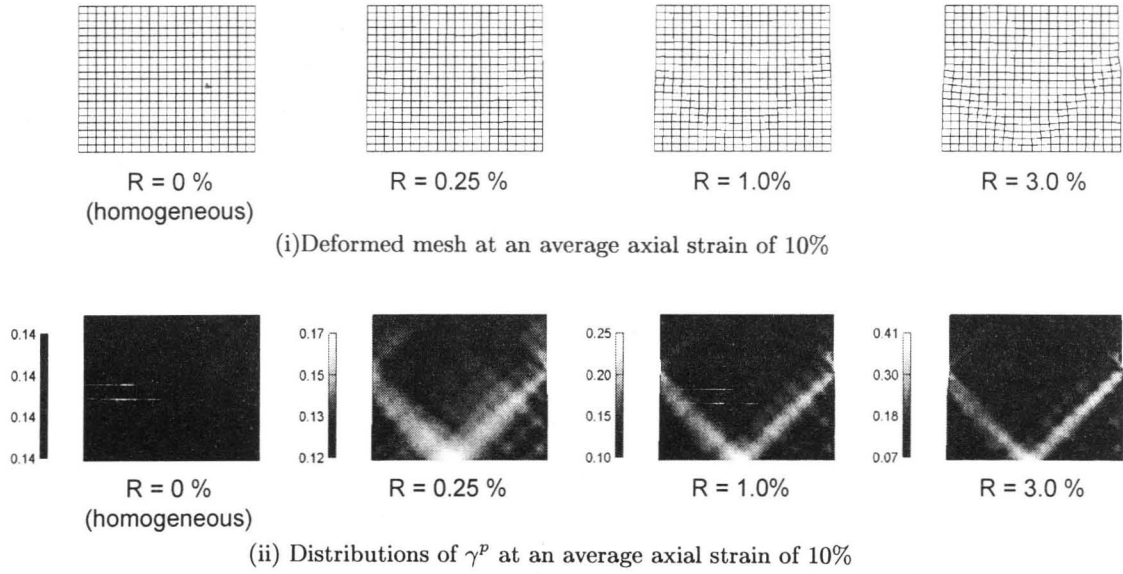 R = 0 %
(homogeneous)
R = 0.25 %
R = 1.0%
R = 3.0 %
(i)Deformed mesh at an average axial strain of 10%
0.14
0.14
0.14
0.14
0.17
0.15
0.13
0.12
0.25
0.20
0.15
0.10
0.41
0.30
0.18
0.07
R = 0 %
(homogeneous)
R = 0.25 %
R = 1.0%
R = 3.0 %
(ii) Distributions of γ^p at an average axial strain of 10%